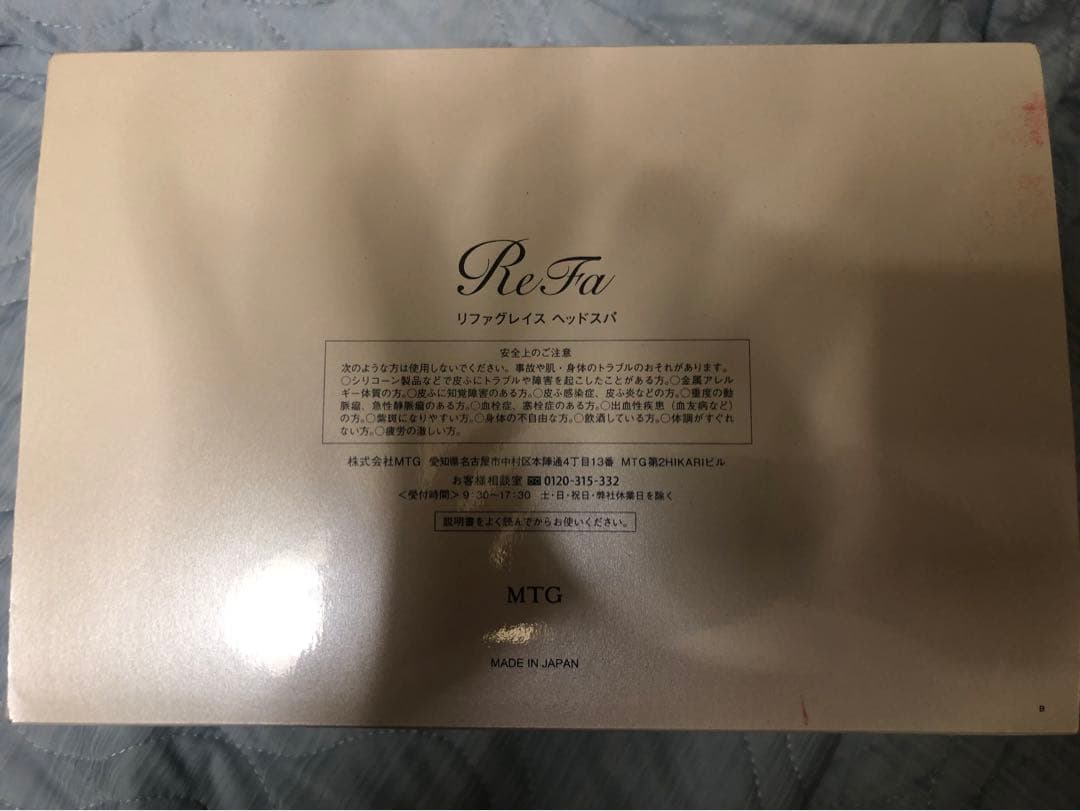 ReFa
リファグレイス ヘッドスパ
安全上のご注意
次のような方は使用しないでください。事故や肌・身体のトラブルのおそれがあります。
○シリコーン製品などで皮ふにトラブルや障害を起こしたことがある方。○金属アレル
ギー体質の方。○皮ふに知覚障害のある方。○皮ふ感染症、皮ふ炎などの方。○重度の動
脈瘤、急性静脈瘤のある方。○血栓症、塞栓症のある方。○出血性疾患（血友病など）
の方。○紫斑になりやすい方。○身体の不自由な方。○飲酒している方。○体調がすぐれ
ない方。○疲労の激しい方。
株式会社MTG 愛知県名古屋市中村区本陣通4丁目13番 MTG第2HIKARIビル
お客様相談室 0120-315-332
＜受付時間＞9:30～17:30 土・日・祝日・弊社休業日を除く
説明書をよく読んでからお使いください。
MTG
MADE IN JAPAN
B